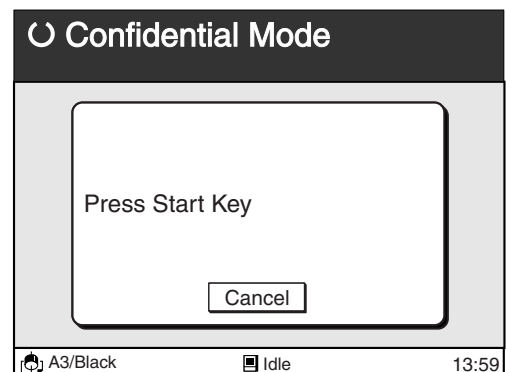 Confidential Mode
Press Start Key
Cancel
A3/Black Idle 13:59